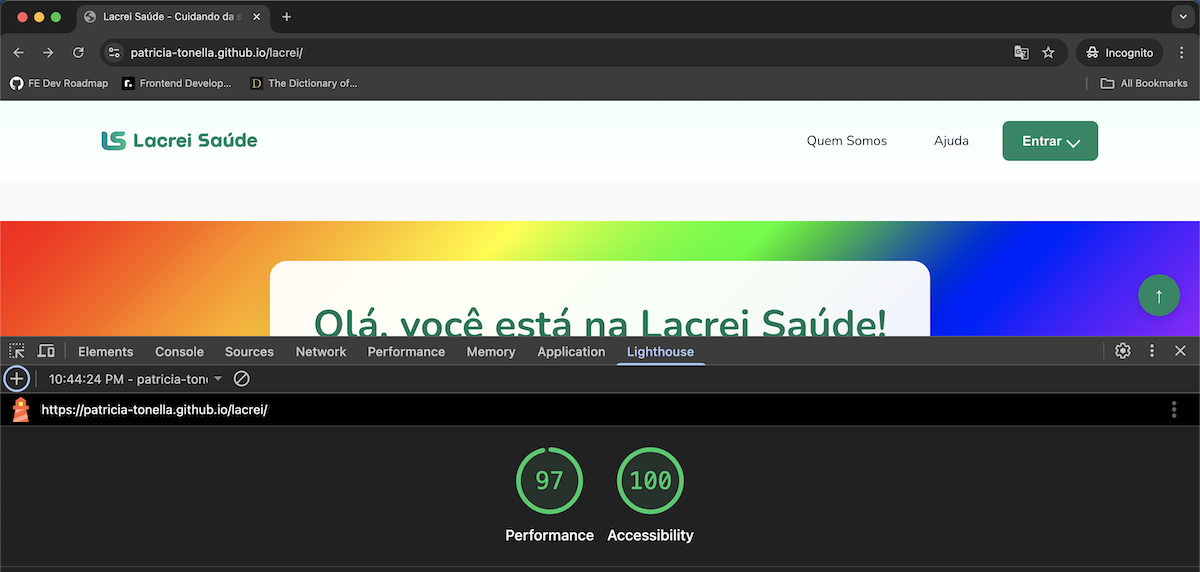 Lacrei Saúde - Cuidando da s
patricia-tonella.github.io/lacrei/
Incognito
FE Dev Roadmap
r.
Frontend Develop...
D
The Dictionary of...
All Bookmarks
LS Lacrei Saúde
Quem Somos
Ajuda
Entrar
Olá, você está na Lacrei Saúde!
↑
Elements Console Sources Network Performance Memory Application Lighthouse
10:44:24 PM - patricia-ton
https://patricia-tonella.github.io/lacrei/
97 100
Performance Accessibility